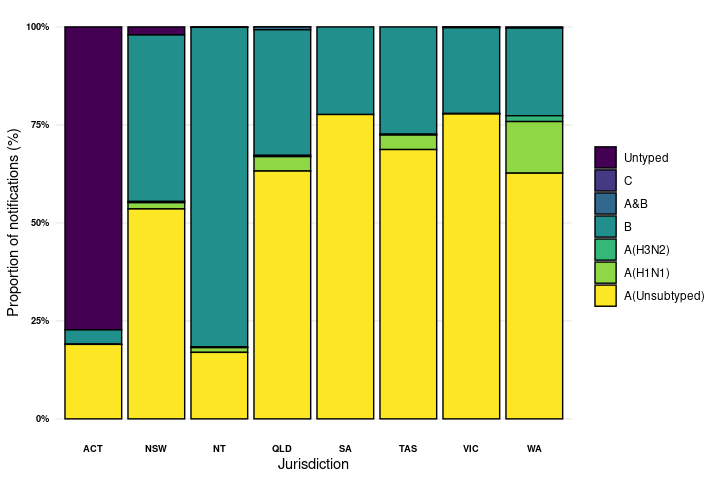 Proportion of notifications (%)
100%
75%
50%
25%
0%
ACT NSW NT QLD SA TAS VIC WA
Jurisdiction
Untyped
C
A&B
B
A(H3N2)
A(H1N1)
A(Unsubtyped)